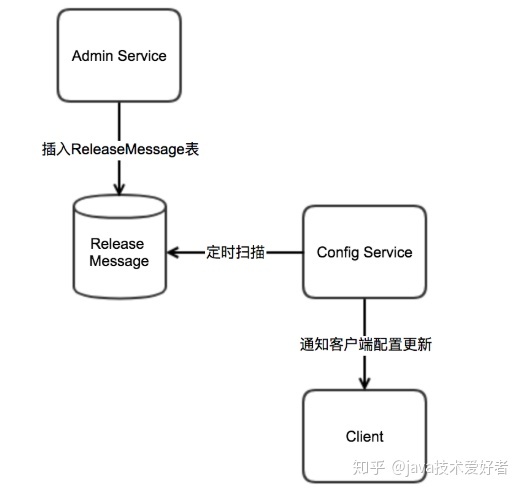 Admin Service
插入ReleaseMessage表
Release
Message
定时扫描
Config Service
通知客户端配置更新
Client
知乎 @java技术爱好者